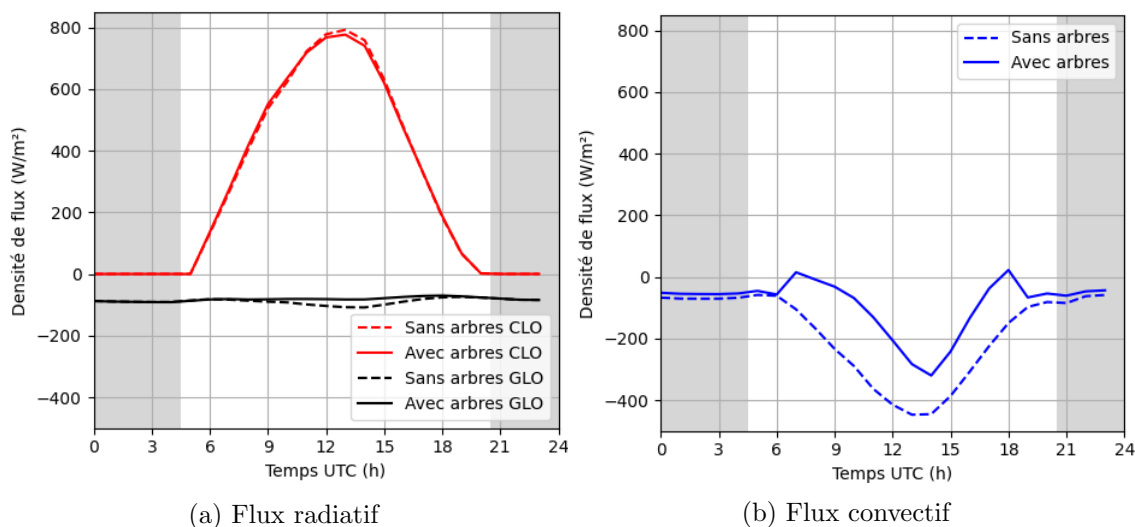 800
600
400
200
0
−200
−400
Densité de flux (W/m²)
Sans arbres CLO
Avec arbres CLO
Sans arbres GLO
Avec arbres GLO
0 3 6 9 12 15 18 21 24
Temps UTC (h)
(a) Flux radiatif
800
600
400
200
0
−200
−400
Densité de flux (W/m²)
Sans arbres
Avec arbres
0 3 6 9 12 15 18 21 24
Temps UTC (h)
(b) Flux convectif